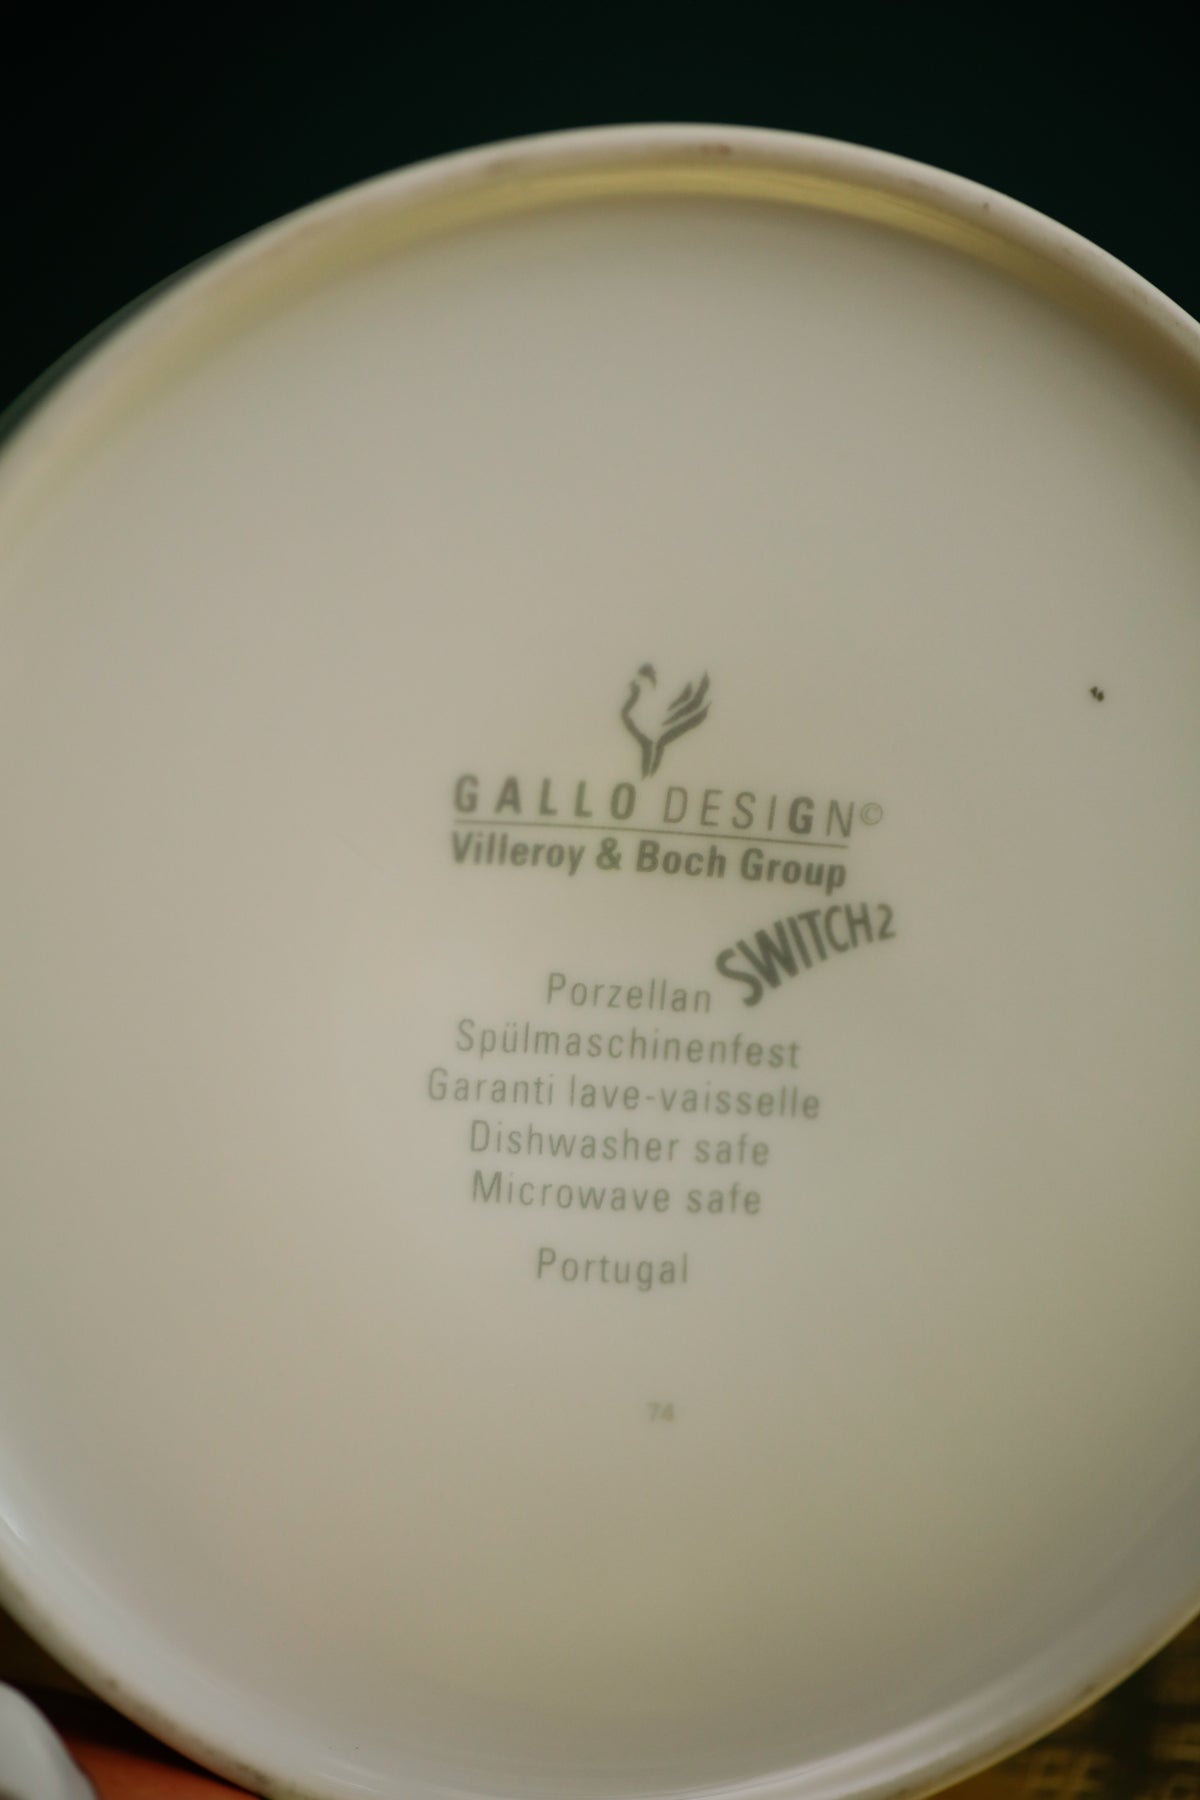 GALLO DESIGN©
Villeroy & Boch Group
SWITCH2
Porzellan
Spülmaschinenfest
Garanti lave-vaisselle
Dishwasher safe
Microwave safe
Portugal
74